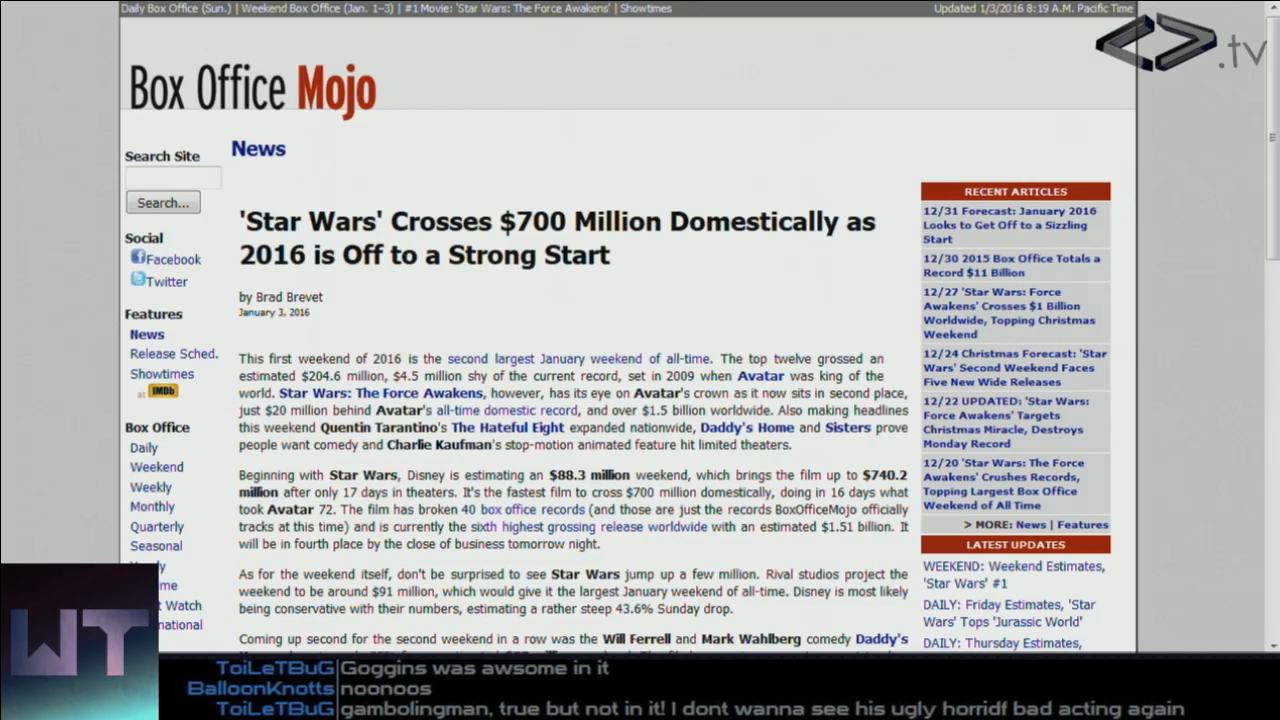 Daily Box Office (Sun.) | Weekend Box Office (Jan. 1–3) | #1 Movie: 'Star Wars: The Force Awakens' | Showtimes
Updated 1/3/2016 8:19 A.M. Pacific Time
<>.tv
Box Office Mojo
Search Site
Search...
Social
Facebook
Twitter
Features
News
Release Sched.
Showtimes
at IMDb
Box Office
Daily
Weekend
Weekly
Monthly
Quarterly
Seasonal
News
'Star Wars' Crosses $700 Million Domestically as
2016 is Off to a Strong Start
by Brad Brevet
January 3, 2016
This first weekend of 2016 is the second largest January weekend of all-time. The top twelve grossed an
estimated $204.6 million, $4.5 million shy of the current record, set in 2009 when Avatar was king of the
world. Star Wars: The Force Awakens, however, has its eye on Avatar's crown as it now sits in second place,
just $20 million behind Avatar's all-time domestic record, and over $1.5 billion worldwide. Also making headlines
this weekend Quentin Tarantino's The Hateful Eight expanded nationwide, Daddy's Home and Sisters prove
people want comedy and Charlie Kaufman's stop-motion animated feature hit limited theaters.
Beginning with Star Wars, Disney is estimating an $88.3 million weekend, which brings the film up to $740.2
million after only 17 days in theaters. It's the fastest film to cross $700 million domestically, doing in 16 days what
took Avatar 72. The film has broken 40 box office records (and those are just the records BoxOfficeMojo officially
tracks at this time) and is currently the sixth highest grossing release worldwide with an estimated $1.51 billion. It
will be in fourth place by the close of business tomorrow night.
As for the weekend itself, don't be surprised to see Star Wars jump up a few million. Rival studios project the
weekend to be around $91 million, which would give it the largest January weekend of all-time. Disney is most likely
being conservative with their numbers, estimating a rather steep 43.6% Sunday drop.
Coming up second for the second weekend in a row was the Will Ferrell and Mark Wahlberg comedy Daddy's
RECENT ARTICLES
12/31 Forecast: January 2016
Looks to Get Off to a Sizzling
Start
12/30 2015 Box Office Totals a
Record $11 Billion
12/27 'Star Wars: Force
Awakens' Crosses $1 Billion
Worldwide, Topping Christmas
Weekend
12/24 Christmas Forecast: 'Star
Wars' Second Weekend Faces
Five New Wide Releases
12/22 UPDATED: 'Star Wars:
Force Awakens' Targets
Christmas Miracle, Destroys
Monday Record
12/20 'Star Wars: The Force
Awakens' Crushes Records,
Topping Largest Box Office
Weekend of All Time
> MORE: News | Features
LATEST UPDATES
WEEKEND: Weekend Estimates,
'Star Wars' #1
DAILY: Friday Estimates, 'Star
Wars' Tops 'Jurassic World'
DAILY: Thursday Estimates,
WT
ToiLeTBuG Goggins was awsome in it
BalloonKnotts noonoos
ToiLeTBuG gambolingman, true but not in it! I dont wanna see his ugly horridf bad acting again